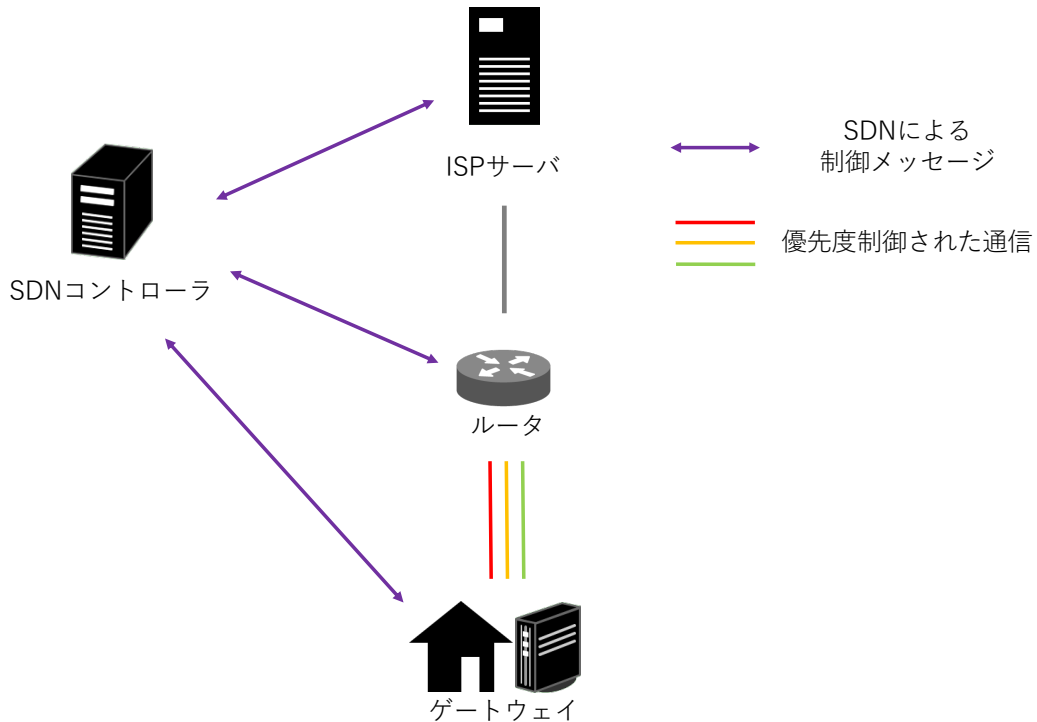 ISPサーバ
SDNによる
制御メッセージ
優先度制御された通信
SDNコントローラ
ルータ
ゲートウェイ